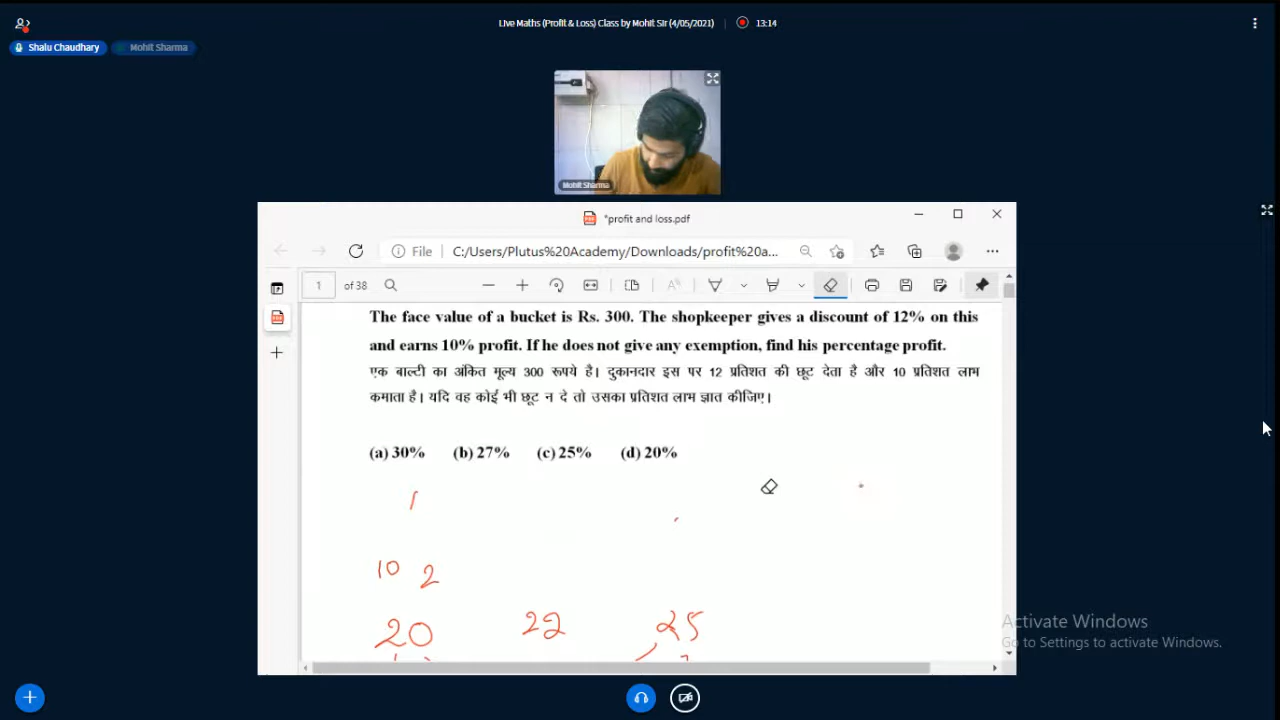 Live Maths (Profit & Loss) Class by Mohit Sir (4/05/2021) 13:14
Shalu Chaudhary Mohit Sharma
Mohit Sharma
*profit and loss.pdf
File C:/Users/Plutus%20Academy/Downloads/profit%20a...
1 of 38
The face value of a bucket is Rs. 300. The shopkeeper gives a discount of 12% on this
and earns 10% profit. If he does not give any exemption, find his percentage profit.
एक बाल्टी का अंकित मूल्य 300 रूपये है। दुकानदार इस पर 12 प्रतिशत की छूट देता है और 10 प्रतिशत लाभ
कमाता है। यदि वह कोई भी छूट न दे तो उसका प्रतिशत लाभ ज्ञात कीजिए।
(a) 30% (b) 27% (c) 25% (d) 20%
1
10 2
20 22 25
Activate Windows
Go to Settings to activate Windows.